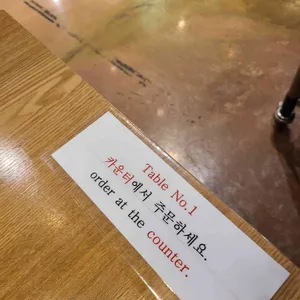 Table No.1
카운터에서 주문하세요.
order at the counter.